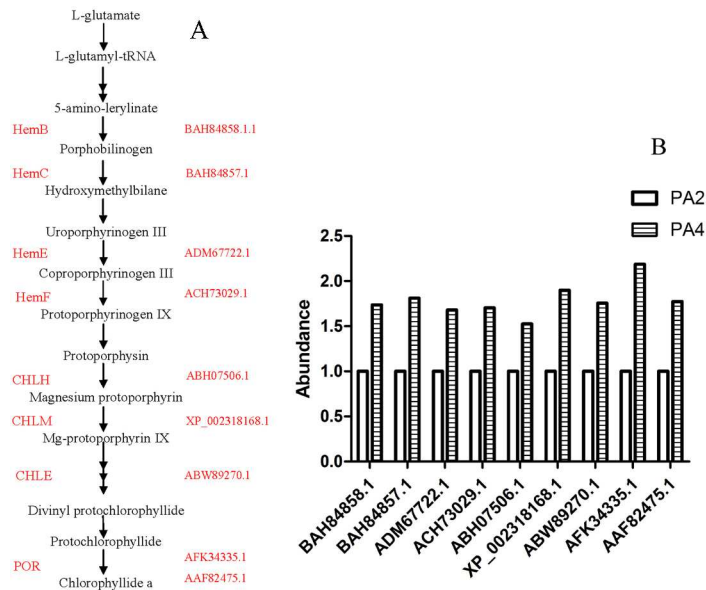 L-glutamate
A
L-glutamyl-tRNA
5-amino-lerylinate
HemB
BAH84858.1.1
Porphobilinogen
HemC
BAH84857.1
Hydroxymethylbilane
Uroporphyrinogen III
HemE
ADM67722.1
Coproporphyrinogen III
HemF
ACH73029.1
Protoporphyrinogen IX
Protoporphysin
CHLH
ABH07506.1
Magnesium protoporphyrin
CHLM
XP_002318168.1
Mg-protoporphyrin IX
CHLE
ABW89270.1
Divinyl protochlorophyllide
Protochlorophyllide
POR
AFK34335.1
AAF82475.1
Chlorophyllide a
B
PA2
PA4
Abundance
2.5
2.0
1.5
1.0
0.5
0.0
BAH84858.1
BAH84857.1
ADM67722.1
ACH73029.1
ABH07506.1
XP_002318168.1
ABW89270.1
AFK34335.1
AAF82475.1